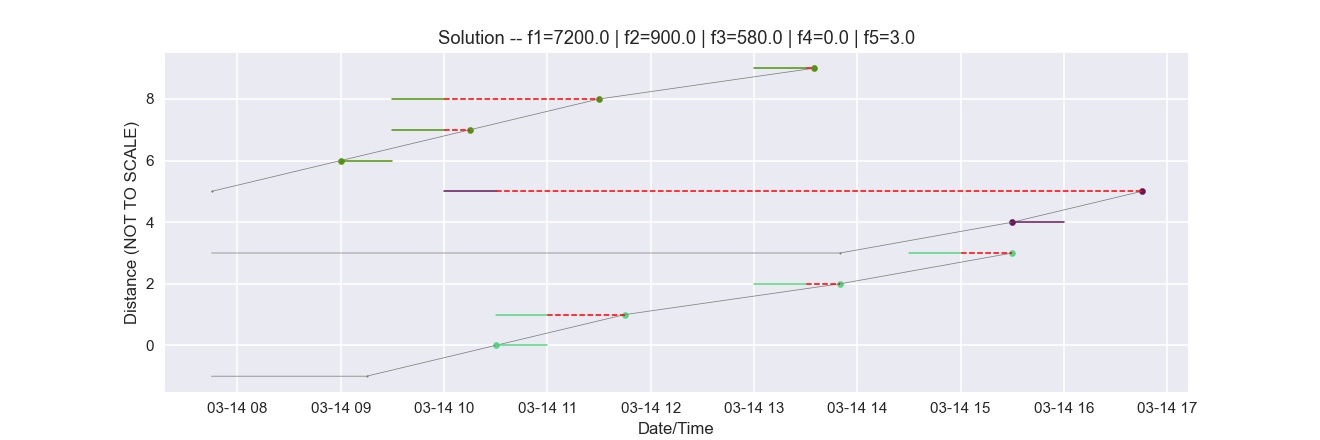 Solution -- f1=7200.0 | f2=900.0 | f3=580.0 | f4=0.0 | f5=3.0
Distance (NOT TO SCALE)
8
6
4
2
0
03-14 08 03-14 09 03-14 10 03-14 11 03-14 12 03-14 13 03-14 14 03-14 15 03-14 16 03-14 17
Date/Time